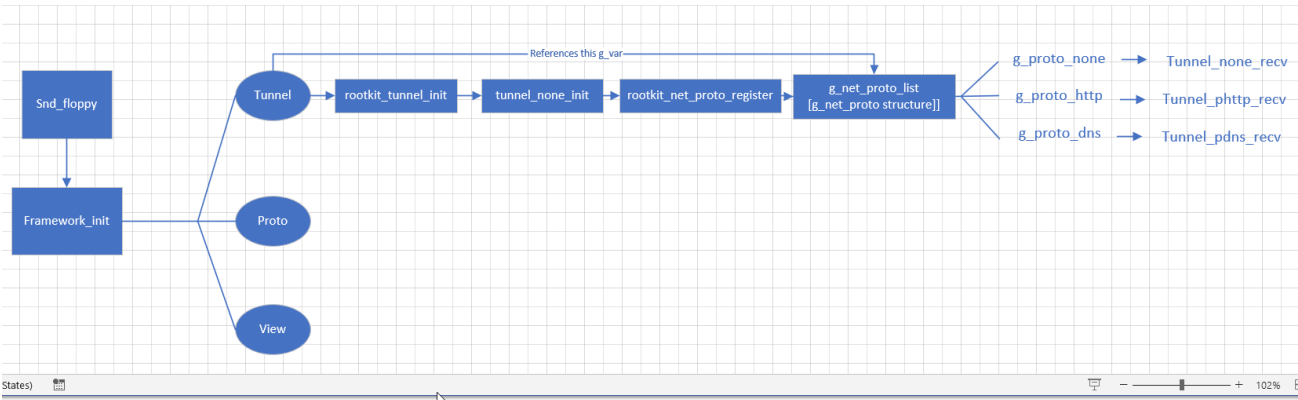 References this g_var
Snd_floppy
Tunnel
rootkit_tunnel_init
tunnel_none_init
rootkit_net_proto_register
g_net_proto_list
[g_net_proto structure]]
g_proto_none
Tunnel_none_recv
g_proto_http
Tunnel_phttp_recv
g_proto_dns
Tunnel_pdns_recv
Framework_init
Proto
View
States)
102%